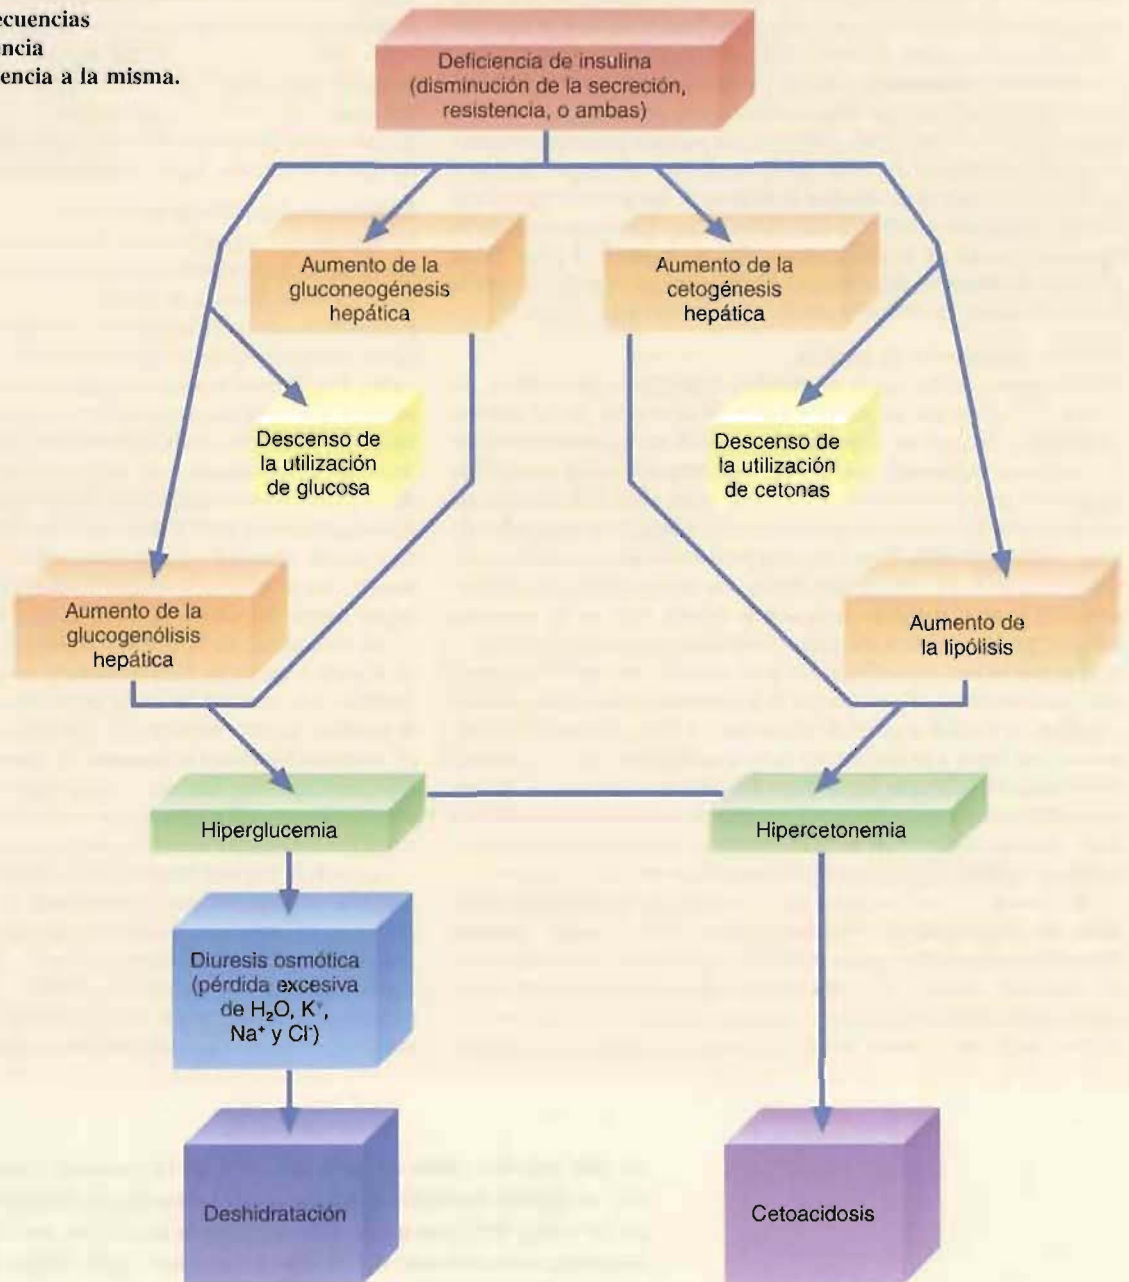 ecuencias
encia
encia a la misma.
Deficiencia de insulina
(disminución de la secreción,
resistencia, o ambas)
Aumento de la
gluconeogénesis
hepática
Aumento de la
cetogénesis
hepática
Descenso de
la utilización
de glucosa
Descenso de
la utilización
de cetonas
Aumento de la
glucogenólisis
hepática
Aumento de
la lipólisis
Hiperglucemia
Hipercetonemia
Diuresis osmótica
(pérdida excesiva
de H₂O, K⁺,
Na⁺ y Cl⁻)
Deshidratación
Cetoacidosis